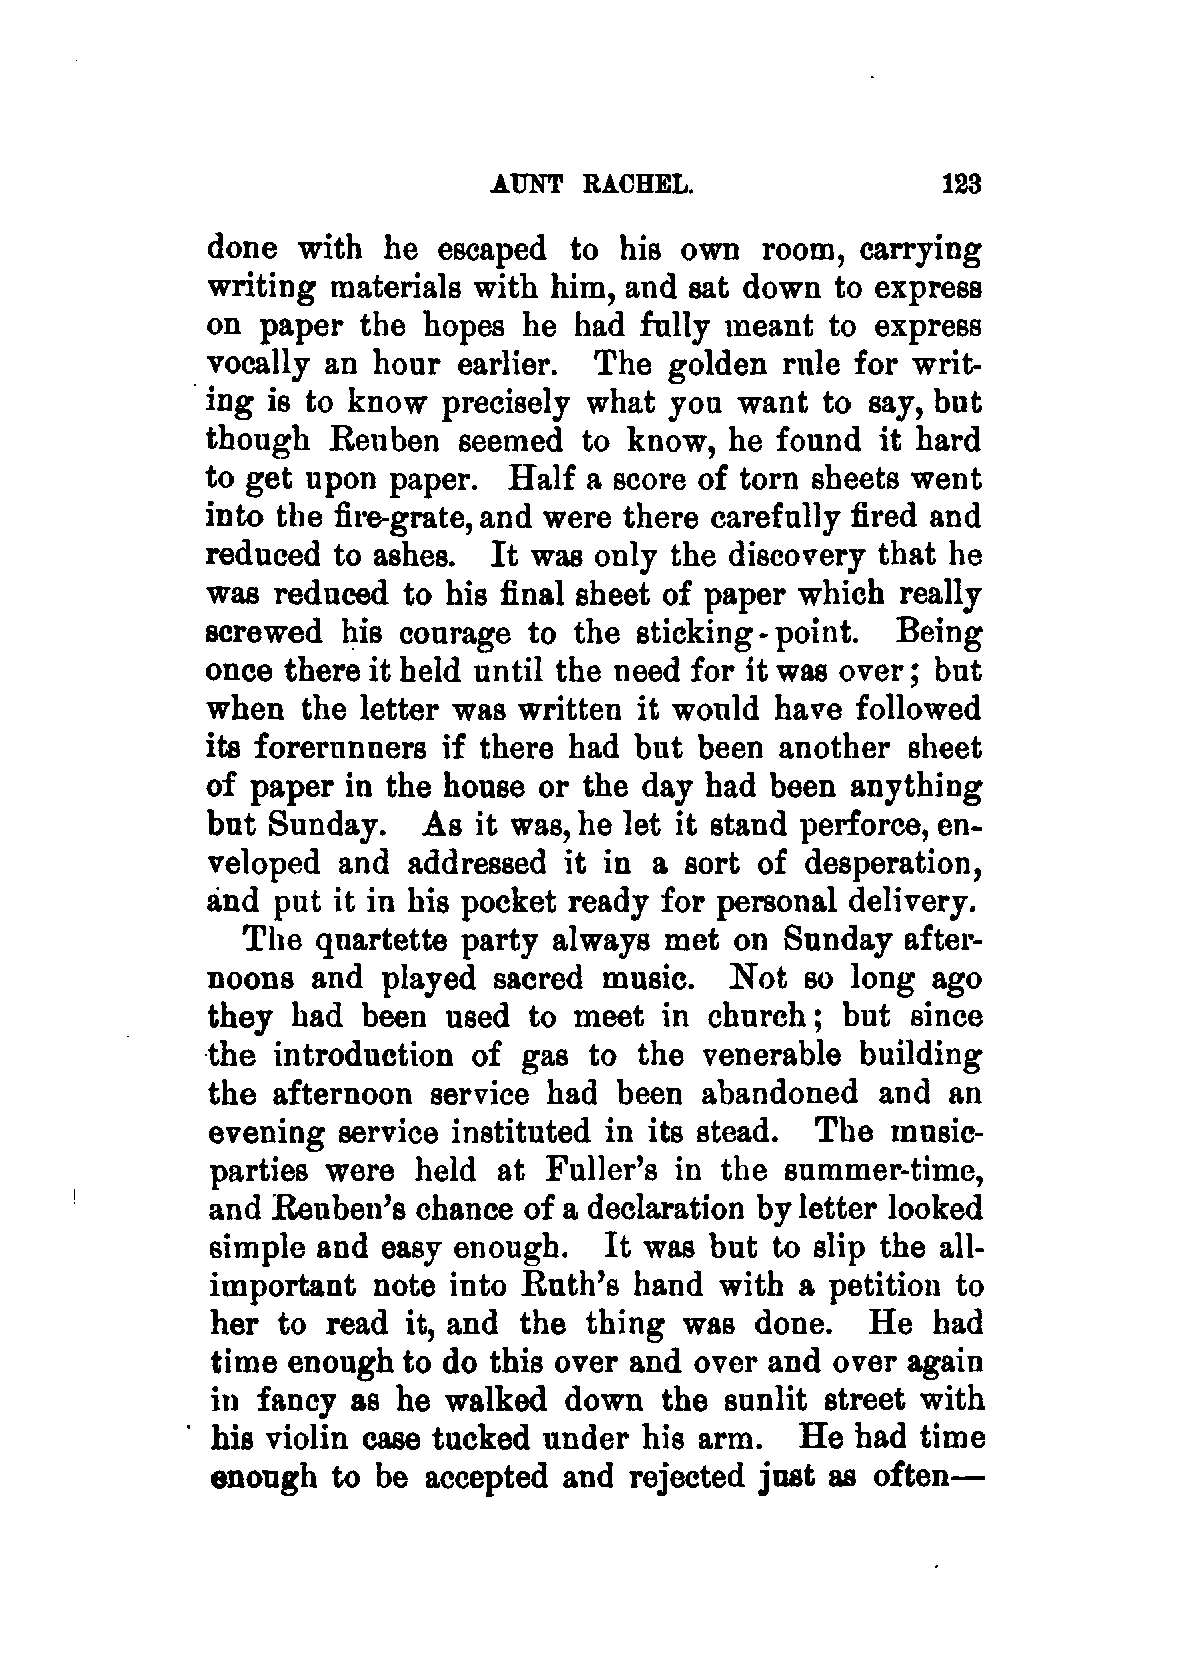 AUNT RACHEL. 123
done with he escaped to his own room, carrying
writing materials with him, and sat down to express
on paper the hopes he had fully meant to express
vocally an hour earlier. The golden rule for writ-
ing is to know precisely what you want to say, but
though Reuben seemed to know, he found it hard
to get upon paper. Half a score of torn sheets went
into the fire-grate, and were there carefully fired and
reduced to ashes. It was only the discovery that he
was reduced to his final sheet of paper which really
screwed his courage to the sticking-point. Being
once there it held until the need for it was over; but
when the letter was written it would have followed
its forerunners if there had but been another sheet
of paper in the house or the day had been anything
but Sunday. As it was, he let it stand perforce, en-
veloped and addressed it in a sort of desperation,
and put it in his pocket ready for personal delivery.
The quartette party always met on Sunday after-
noons and played sacred music. Not so long ago
they had been used to meet in church; but since
the introduction of gas to the venerable building
the afternoon service had been abandoned and an
evening service instituted in its stead. The music-
parties were held at Fuller's in the summer-time,
and Reuben's chance of a declaration by letter looked
simple and easy enough. It was but to slip the all-
important note into Ruth's hand with a petition to
her to read it, and the thing was done. He had
time enough to do this over and over and over again
in fancy as he walked down the sunlit street with
his violin case tucked under his arm. He had time
enough to be accepted and rejected just as often—